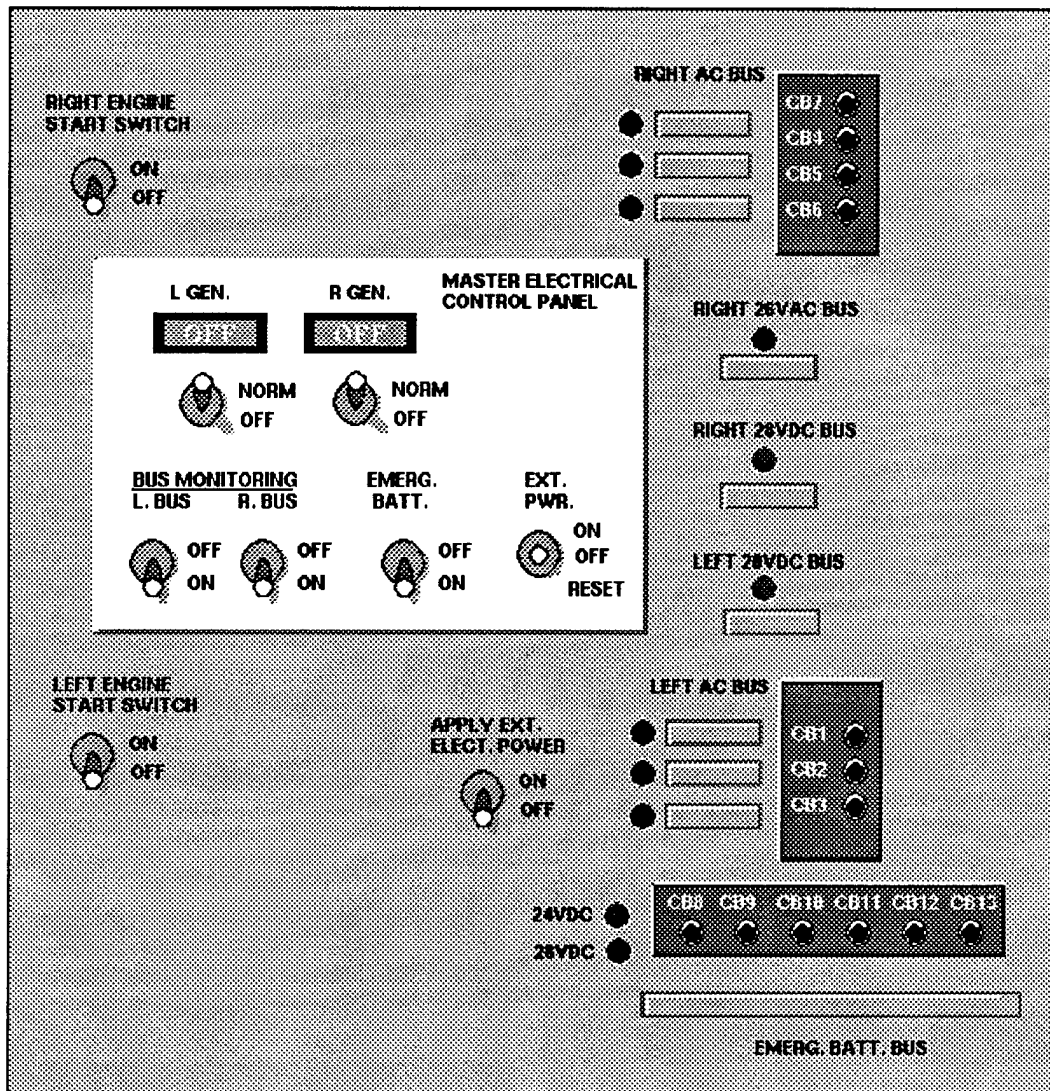 RIGHT ENGINE
START SWITCH
ON
OFF
RIGHT AC BUS
CB7
CB4
CB5
CB6
MASTER ELECTRICAL
CONTROL PANEL
L GEN.
R GEN.
OFF
OFF
NORM
OFF
NORM
OFF
BUS MONITORING
L. BUS
R. BUS
EMERG.
BATT.
EXT.
PWR.
OFF
ON
OFF
ON
OFF
ON
ON
OFF
RESET
RIGHT 26VAC BUS
RIGHT 28VDC BUS
LEFT 28VDC BUS
LEFT ENGINE
START SWITCH
ON
OFF
APPLY EXT.
ELECT. POWER
ON
OFF
LEFT AC BUS
CB1
CB2
CB3
24VDC
28VDC
CB8 CB9 CB10 CB11 CB12 CB13
EMERG. BATT. BUS